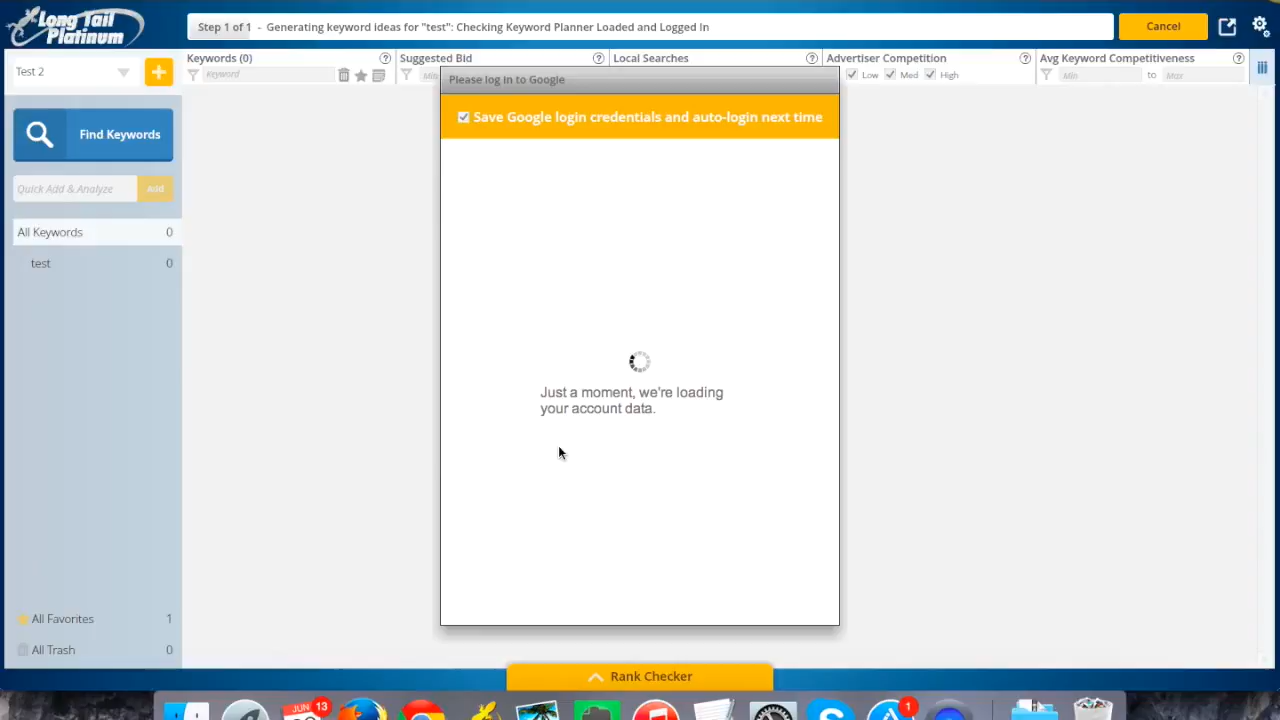 Long Tail
Platinum
Step 1 of 1 - Generating keyword ideas for "test": Checking Keyword Planner Loaded and Logged In
Cancel
Test 2
+
Keywords (0) ?
Keyword
Suggested Bid ?
Min
Local Searches ?
Advertiser Competition ?
Low Med High
Avg Keyword Competitiveness ?
Min to Max
Please log in to Google
Save Google login credentials and auto-login next time
Find Keywords
Quick Add & Analyze Add
All Keywords 0
test 0
Just a moment, we're loading
your account data.
All Favorites 1
All Trash 0
Rank Checker
JUN 13
1